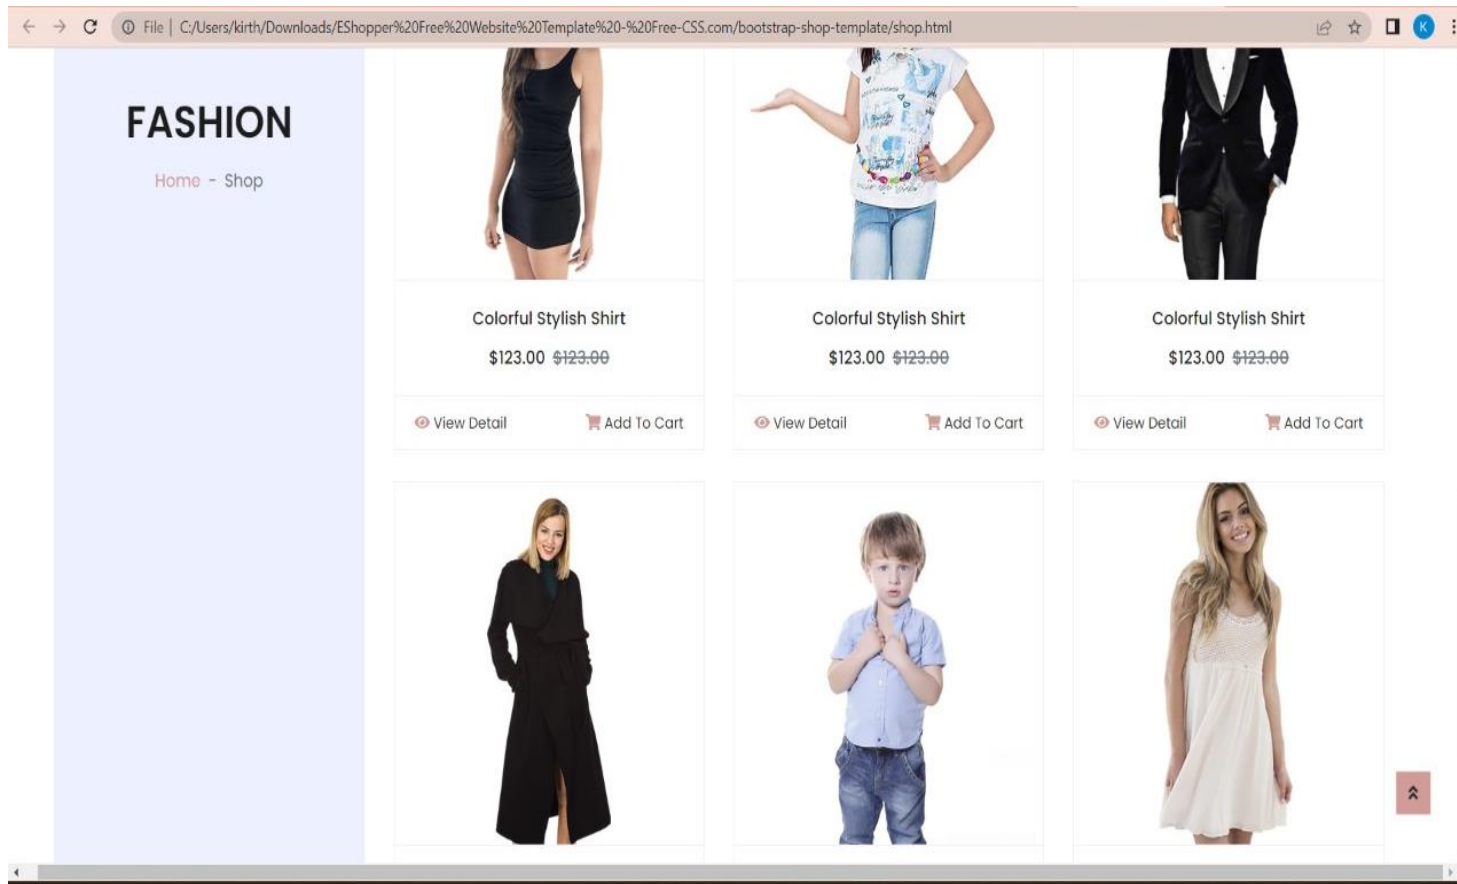 File | C:/Users/kirth/Downloads/EShopper%20Free%20Website%20Template%20-%20Free-CSS.com/bootstrap-shop-template/shop.html
K
FASHION
Home - Shop
Colorful Stylish Shirt
$123.00 $123.00
View Detail Add To Cart
Colorful Stylish Shirt
$123.00 $123.00
View Detail Add To Cart
Colorful Stylish Shirt
$123.00 $123.00
View Detail Add To Cart